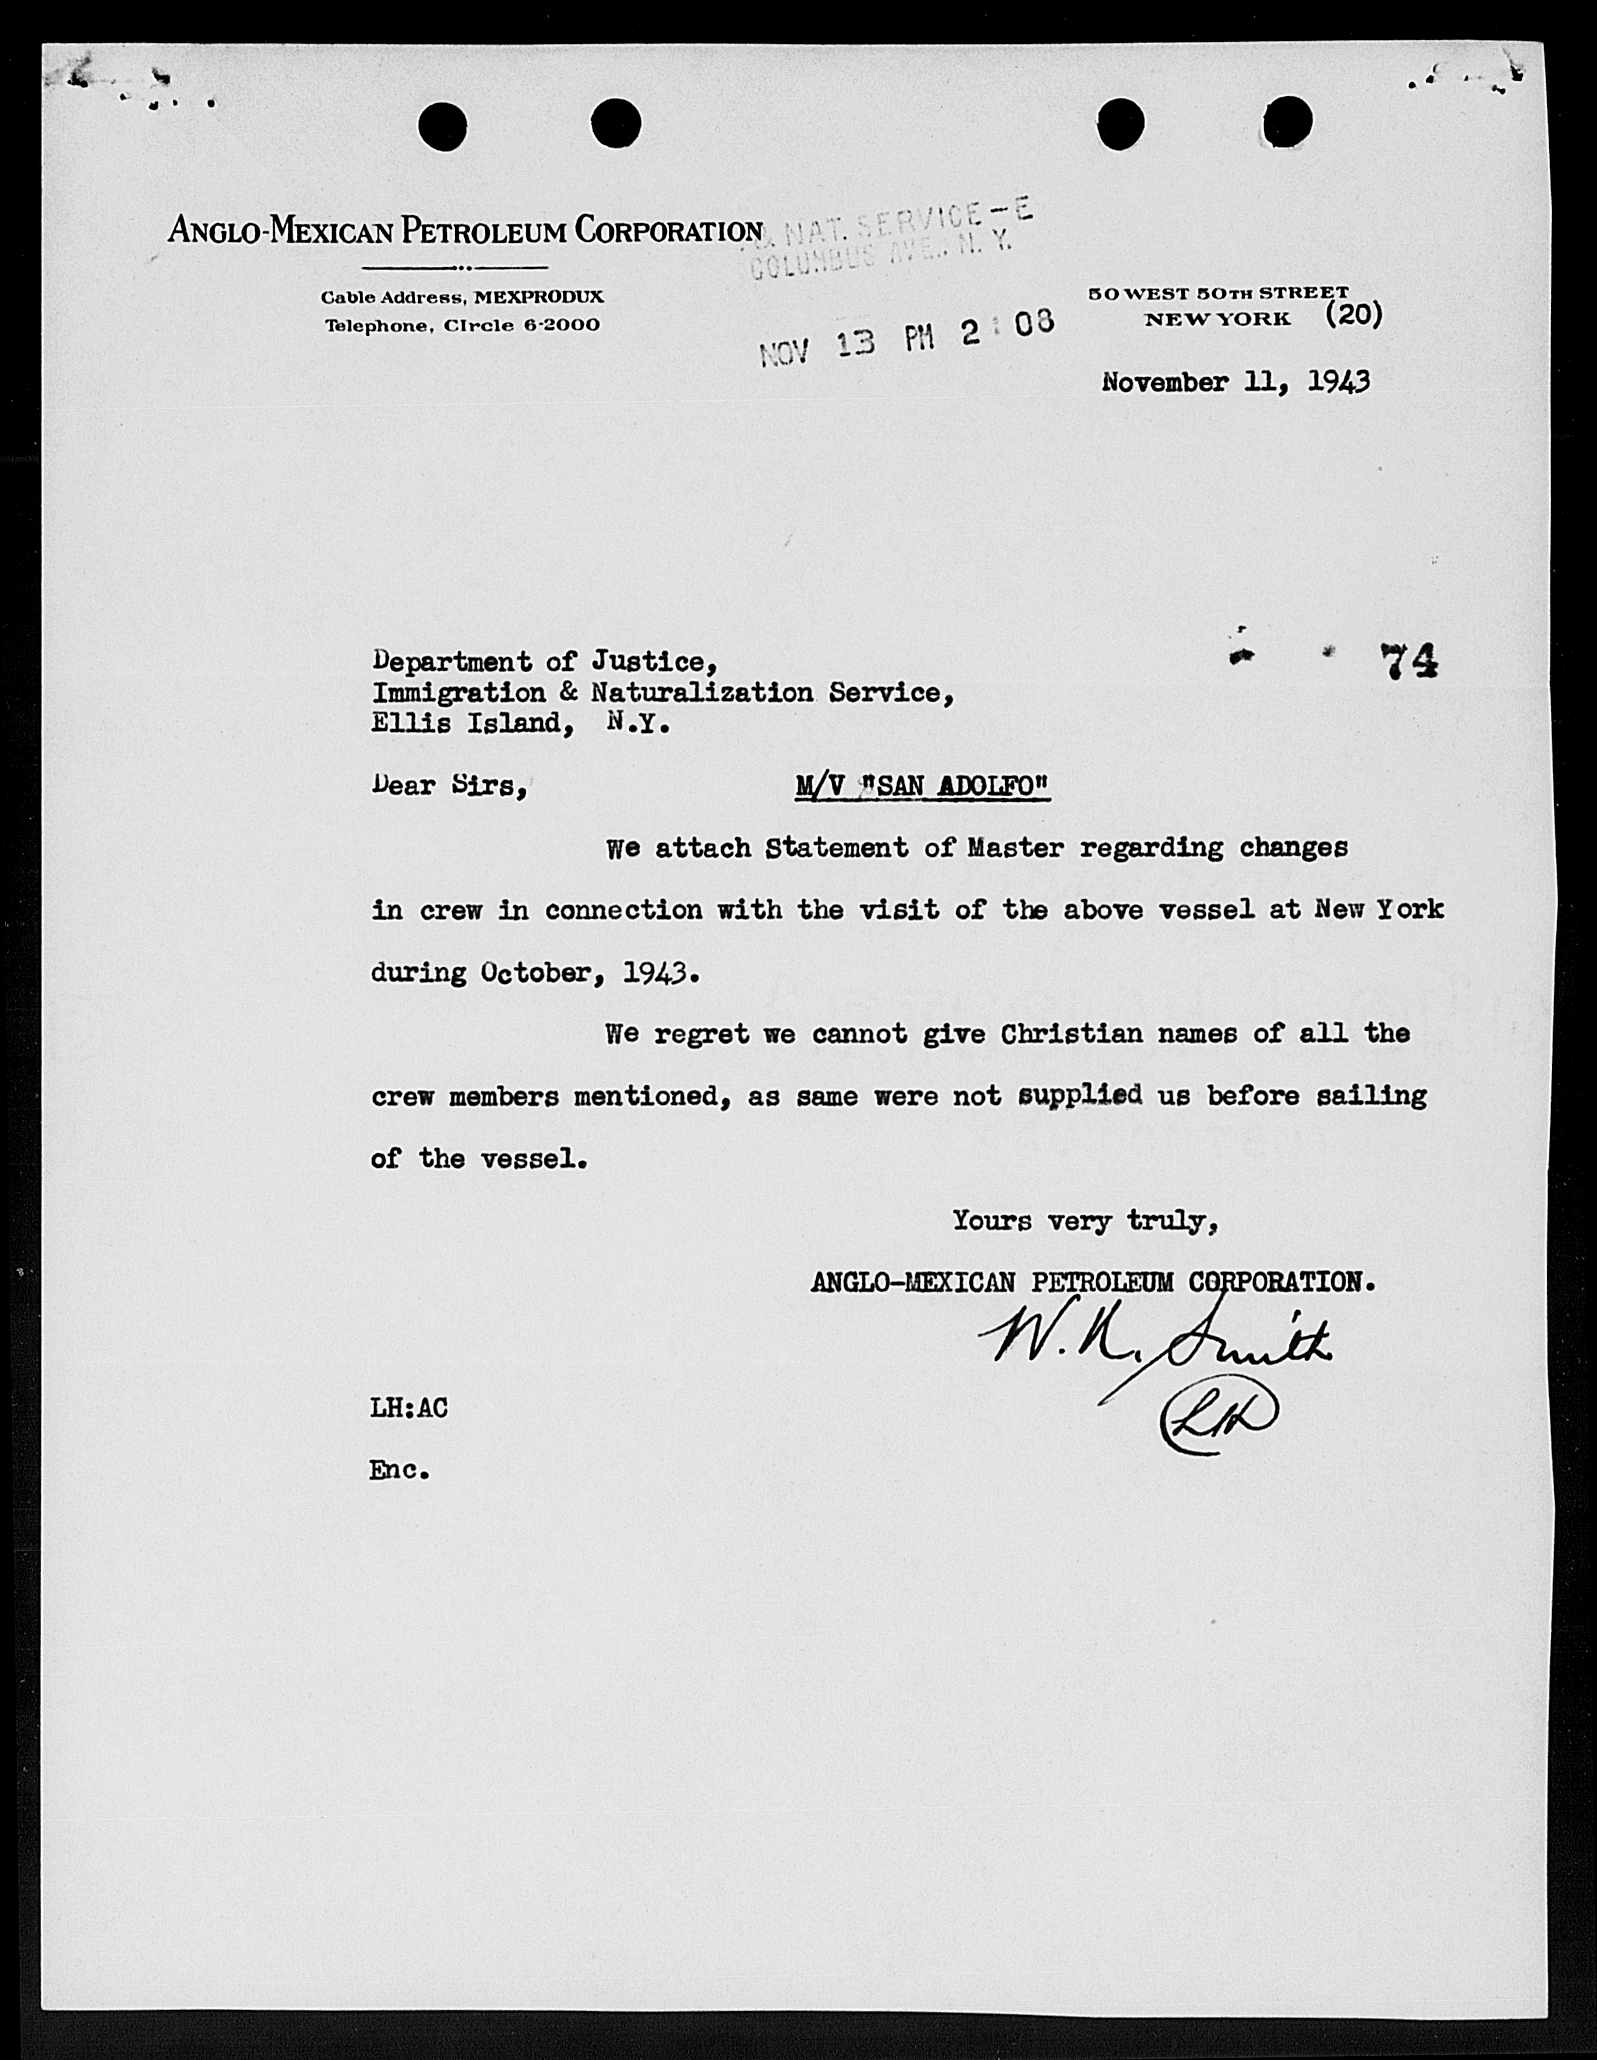 ANGLO-MEXICAN PETROLEUM CORPORATION
NAT. SERVICE-E
COLUMBUS AVE., N. Y.
Cable Address, MEXPRODUX
Telephone, CIrcle 6-2000
50 WEST 50TH STREET
NEW YORK (20)
NOV 13 PM 2:08
November 11, 1943
74
Department of Justice,
Immigration & Naturalization Service,
Ellis Island, N.Y.
Dear Sirs, M/V "SAN ADOLFO"
We attach Statement of Master regarding changes
in crew in connection with the visit of the above vessel at New York
during October, 1943.
We regret we cannot give Christian names of all the
crew members mentioned, as same were not supplied us before sailing
of the vessel.
Yours very truly,
ANGLO-MEXICAN PETROLEUM CORPORATION.
W. K. Smith
LH
LH:AC
Enc.